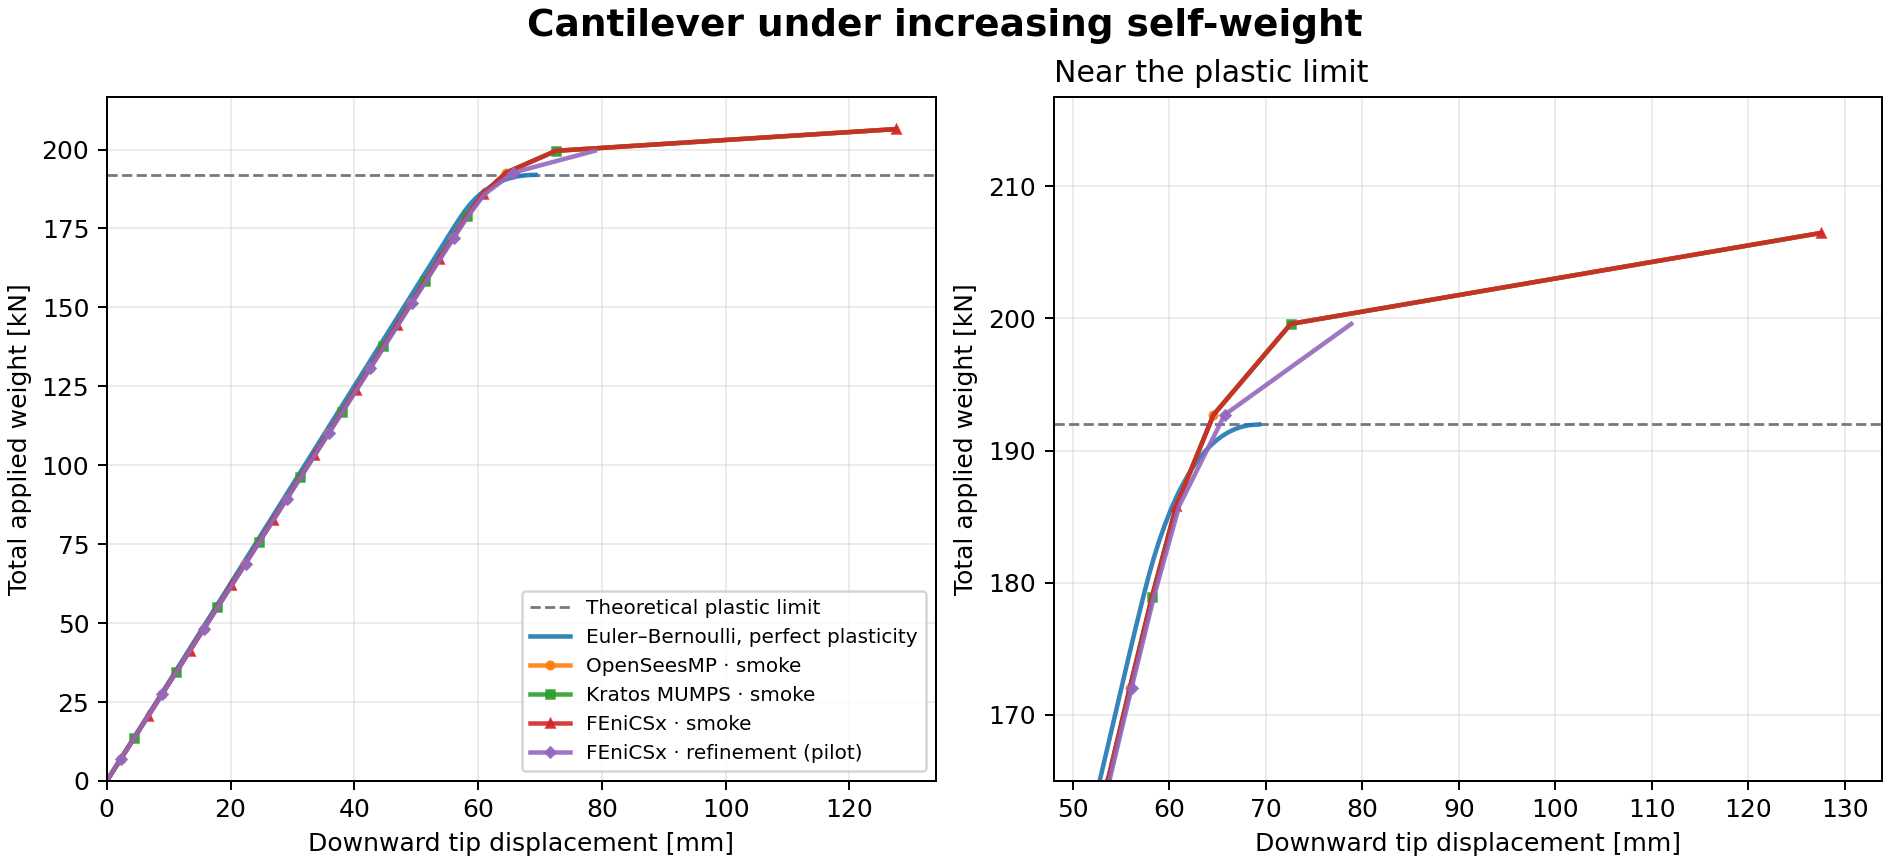 Cantilever under increasing self-weight
Total applied weight [kN]
200
175
150
125
100
75
50
25
0
0 20 40 60 80 100 120
Downward tip displacement [mm]
Theoretical plastic limit
Euler–Bernoulli, perfect plasticity
OpenSeesMP · smoke
Kratos MUMPS · smoke
FEniCSx · smoke
FEniCSx · refinement (pilot)
Near the plastic limit
Total applied weight [kN]
210
200
190
180
170
50 60 70 80 90 100 110 120 130
Downward tip displacement [mm]